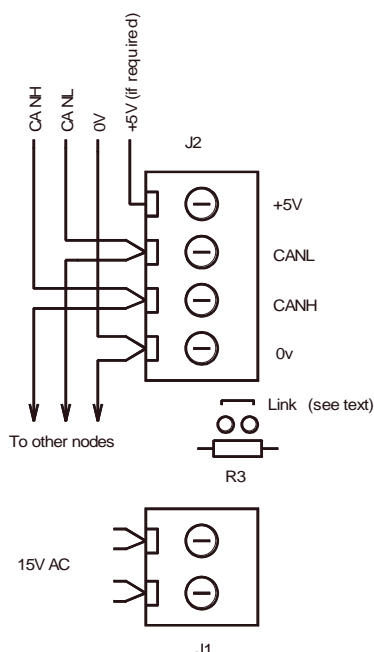 CANH
CANL
0V
+5V (if required)
J2
+5V
CANL
CANH
0v
Link (see text)
To other nodes
R3
15V AC
J1